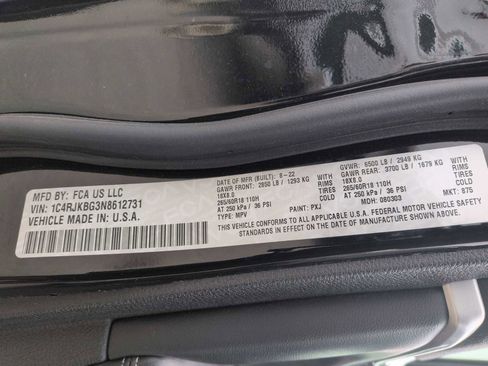 MFD BY: FCA US LLC
VIN: 1C4RJKBG3N8612731
VEHICLE MADE IN: U.S.A.
DATE OF MFR (BUILT): 8-22
GAWR FRONT: 2850 LB / 1293 KG WITH
18X8.0 RIMS
265/60R18 110H TIRES
AT 250 kPa / 36 PSI COLD
PAINT: PXJ
GVWR: 6500 LB / 2949 KG
GAWR REAR: 3700 LB / 1679 KG WITH
18X8.0 RIMS
265/60R18 110H TIRES
AT 250 kPa / 36 PSI COLD
MDH: 080303 MKT: 875
THIS VEHICLE CONFORMS TO ALL APPLICABLE U.S.A. FEDERAL MOTOR VEHICLE SAFETY
STANDARDS IN EFFECT ON THE DATE OF MANUFACTURE SHOWN ABOVE.